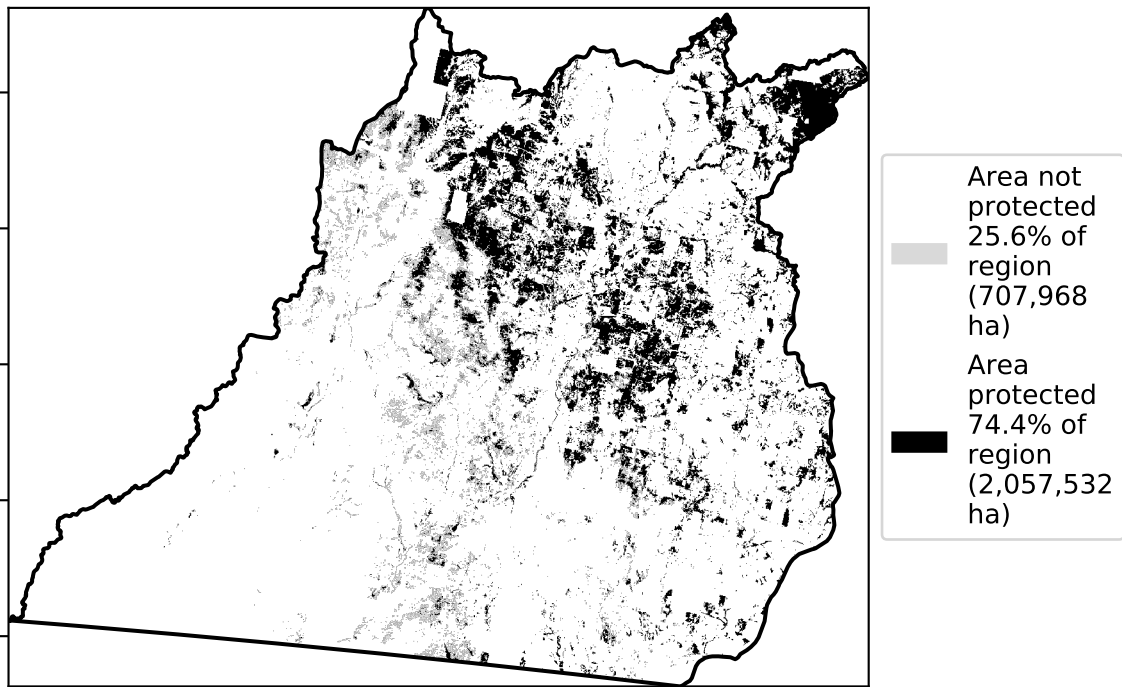 Area not
protected
25.6% of
region
(707,968
ha)
Area
protected
74.4% of
region
(2,057,532
ha)